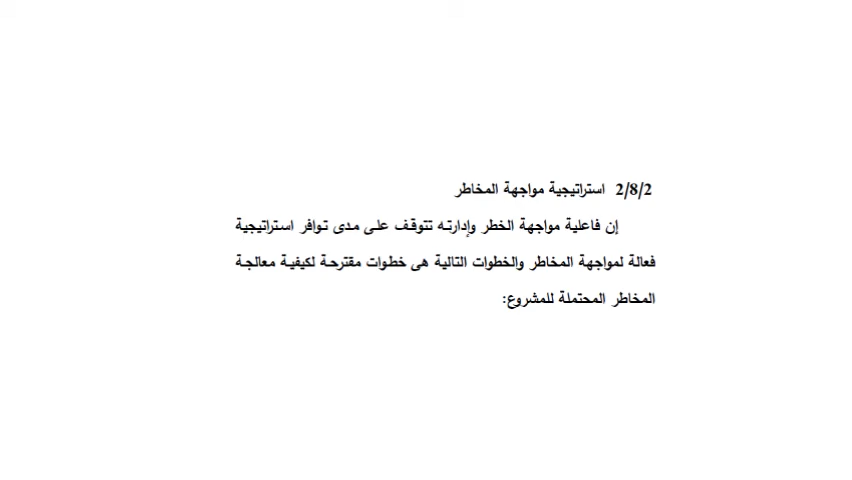 2/8/2 استراتيجية مواجهة المخاطر
إن فاعلية مواجهة الخطر وإدارته تتوقف على مدى توافر استراتيجية
فعالة لمواجهة المخاطر والخطوات التالية هى خطوات مقترحة لكيفية معالجة
المخاطر المحتملة للمشروع: